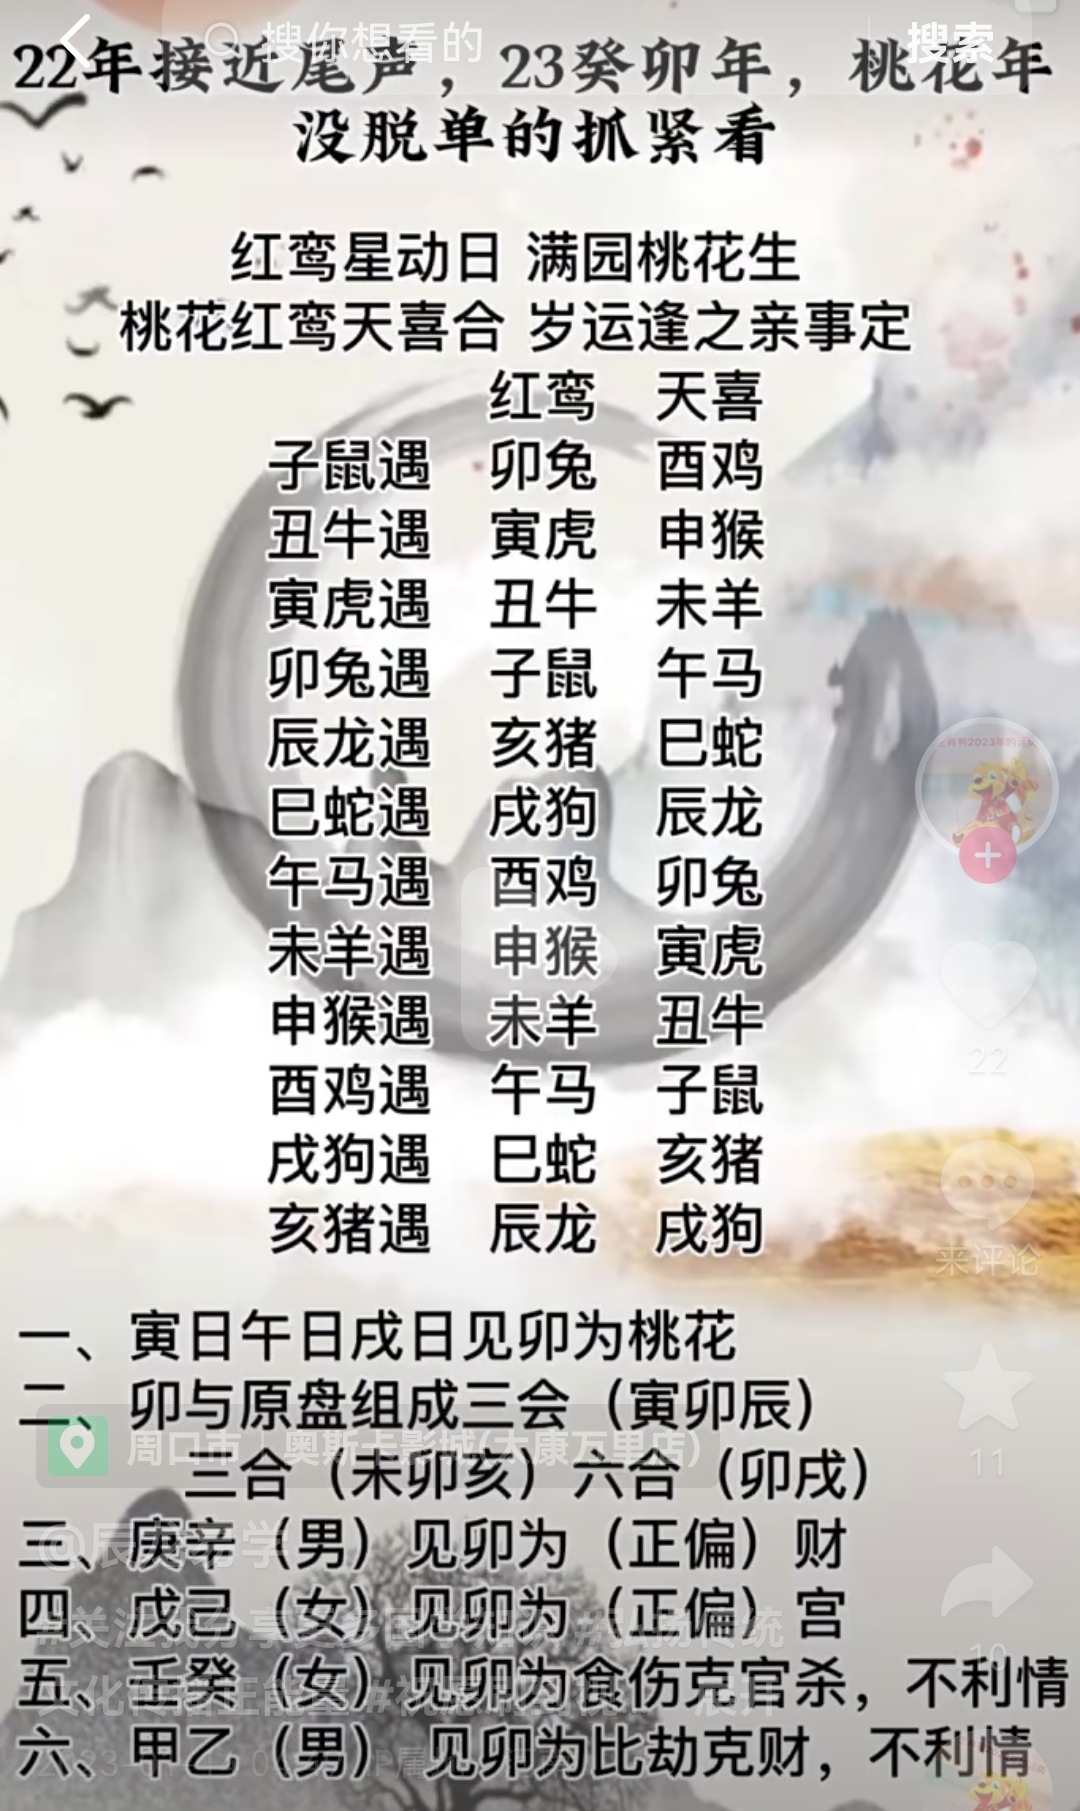 搜你想看的 搜索
22年接近尾声，23癸卯年，桃花年
没脱单的抓紧看
红鸾星动日 满园桃花生
桃花红鸾天喜合 岁运逢之亲事定
红鸾 天喜
子鼠遇 卯兔 酉鸡
丑牛遇 寅虎 申猴
寅虎遇 丑牛 未羊
卯兔遇 子鼠 午马
辰龙遇 亥猪 巳蛇
巳蛇遇 戌狗 辰龙
午马遇 酉鸡 卯兔
未羊遇 申猴 寅虎
申猴遇 未羊 丑牛
酉鸡遇 午马 子鼠
戌狗遇 巳蛇 亥猪
亥猪遇 辰龙 戌狗
22
来评论
11
10
一、寅日午日戌日见卯为桃花
二、卯与原盘组成三会（寅卯辰）
周口市 奥斯卡影城(太康万里店)
三合（未卯亥）六合（卯戌）
三、庚辛（男）见卯为（正偏）财
四、戊己（女）见卯为（正偏）宫
五、壬癸（女）见卯为食伤克官杀，不利情
六、甲乙（男） 见卯为比劫克财，不利情